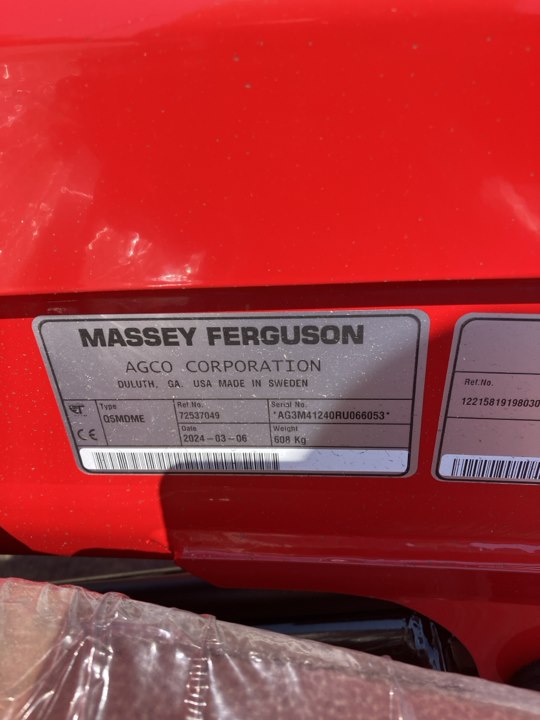 MASSEY FERGUSON
AGCO CORPORATION
DULUTH, GA. USA MADE IN SWEDEN
Type
QSMDME
Ref No.
72537049
Serial No.
*AG3M41240RU066053*
CE
Date
2024-03-06
Weight
608 Kg
Ref.No.
12215819198030